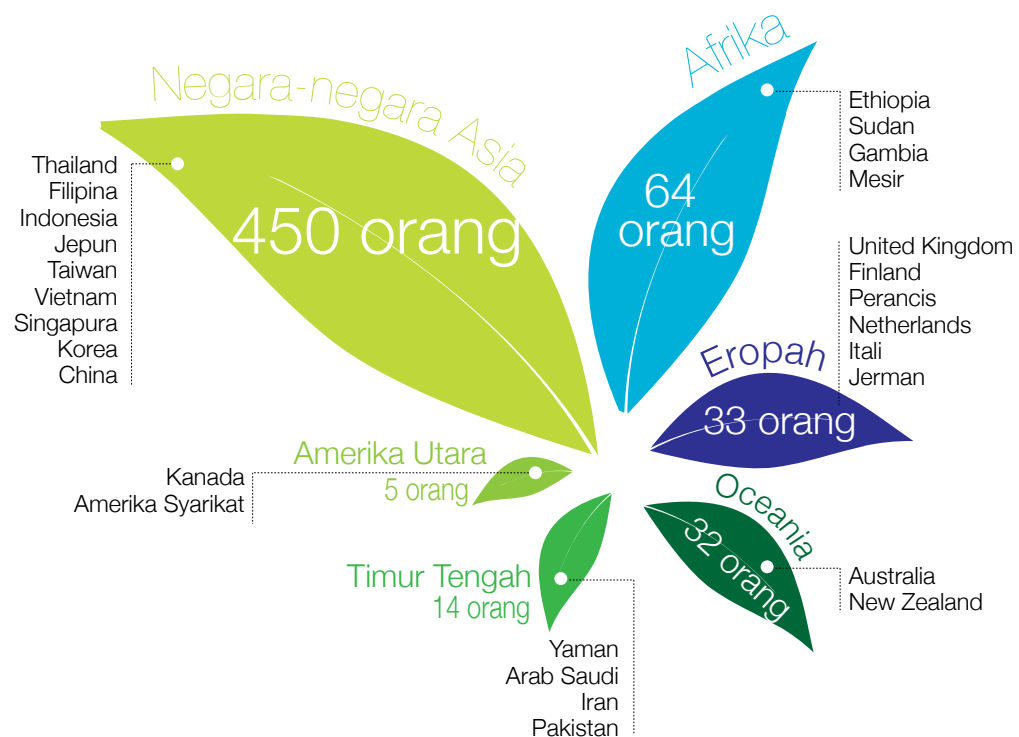 Negara-negara Asia
450 orang
Thailand
Filipina
Indonesia
Jepun
Taiwan
Vietnam
Singapura
Korea
China
Afrika
64
orang
Ethiopia
Sudan
Gambia
Mesir
Eropah
33 orang
United Kingdom
Finland
Perancis
Netherlands
Itali
Jerman
Amerika Utara
5 orang
Kanada
Amerika Syarikat
Oceania
32 orang
Australia
New Zealand
Timur Tengah
14 orang
Yaman
Arab Saudi
Iran
Pakistan